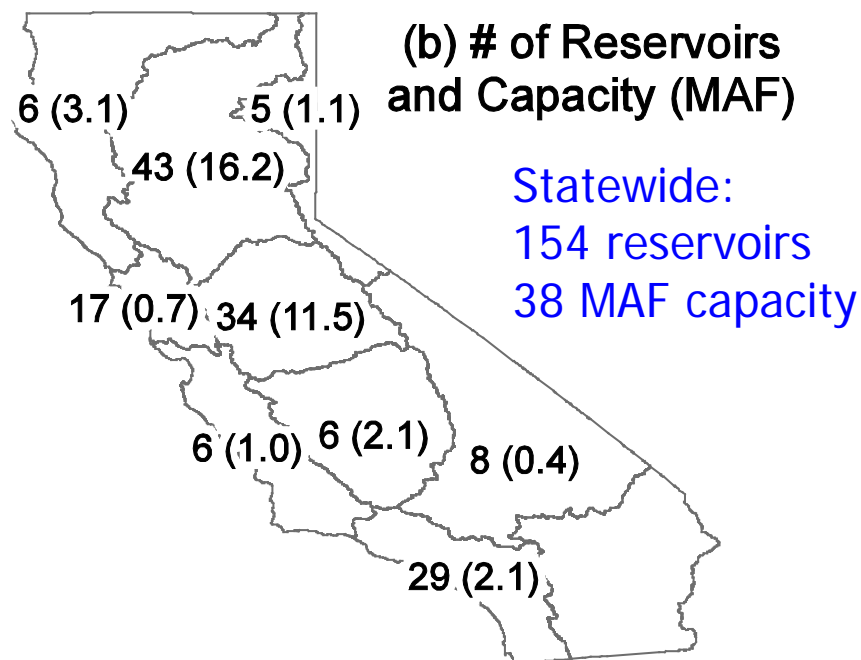 (b) # of Reservoirs
and Capacity (MAF)
6 (3.1)
5 (1.1)
43 (16.2)
Statewide:
154 reservoirs
38 MAF capacity
17 (0.7)
34 (11.5)
6 (1.0)
6 (2.1)
8 (0.4)
29 (2.1)